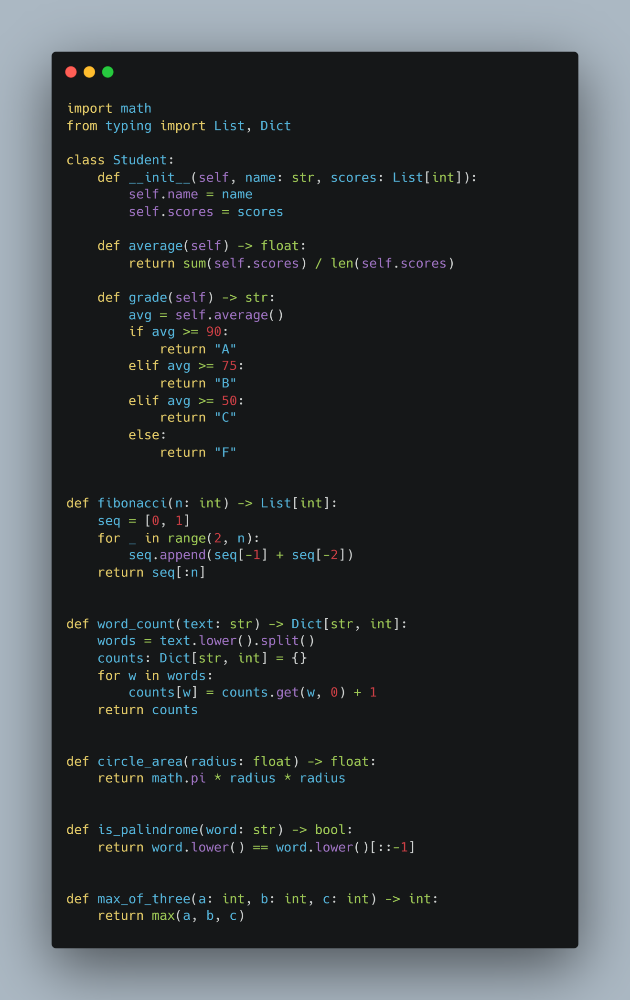 import math
from typing import List, Dict

class Student:
    def __init__(self, name: str, scores: List[int]):
        self.name = name
        self.scores = scores

    def average(self) -> float:
        return sum(self.scores) / len(self.scores)

    def grade(self) -> str:
        avg = self.average()
        if avg >= 90:
            return "A"
        elif avg >= 75:
            return "B"
        elif avg >= 50:
            return "C"
        else:
            return "F"


def fibonacci(n: int) -> List[int]:
    seq = [0, 1]
    for _ in range(2, n):
        seq.append(seq[-1] + seq[-2])
    return seq[:n]


def word_count(text: str) -> Dict[str, int]:
    words = text.lower().split()
    counts: Dict[str, int] = {}
    for w in words:
        counts[w] = counts.get(w, 0) + 1
    return counts


def circle_area(radius: float) -> float:
    return math.pi * radius * radius


def is_palindrome(word: str) -> bool:
    return word.lower() == word.lower()[::-1]


def max_of_three(a: int, b: int, c: int) -> int:
    return max(a, b, c)